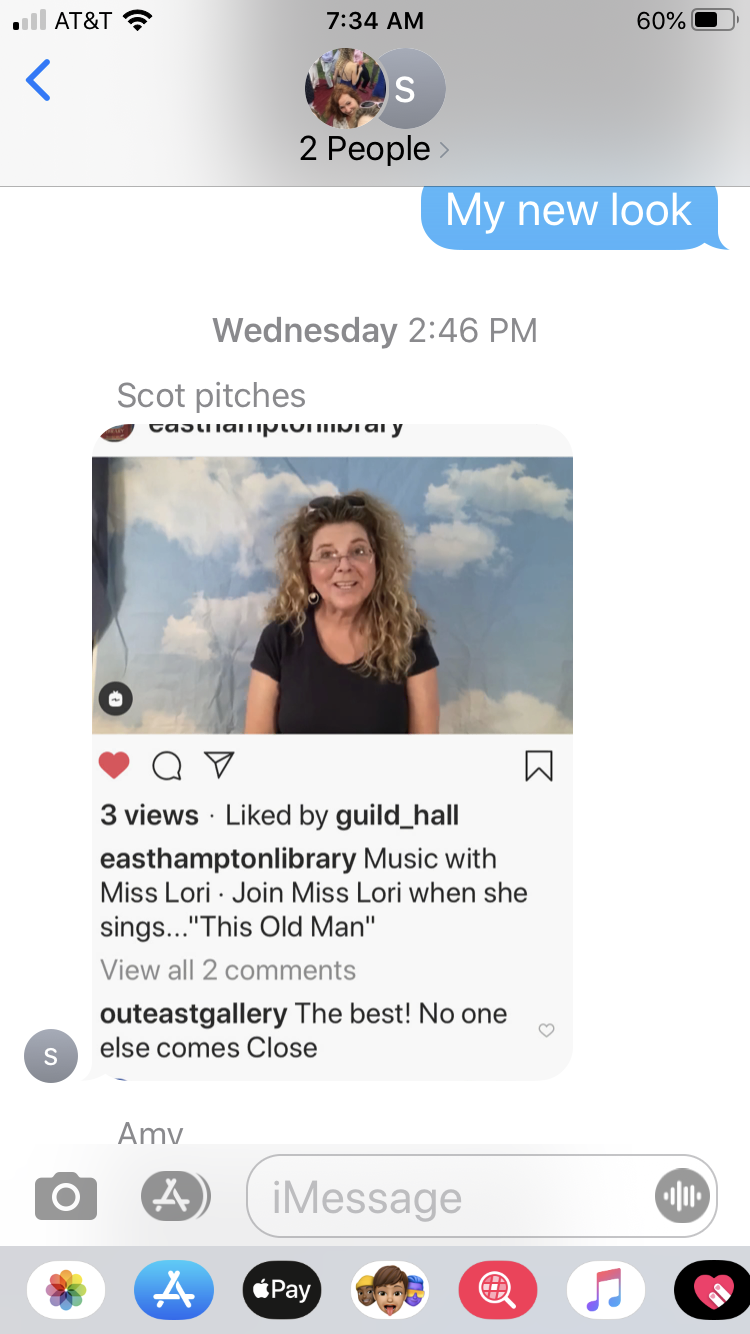 AT&T 7:34 AM 60%
S
2 People
My new look
Wednesday 2:46 PM
Scot pitches
easthamptonlibrary
3 views · Liked by guild_hall
easthamptonlibrary Music with
Miss Lori · Join Miss Lori when she
sings..."This Old Man"
View all 2 comments
outeastgallery The best! No one
else comes Close
S
Amy
iMessage
Pay